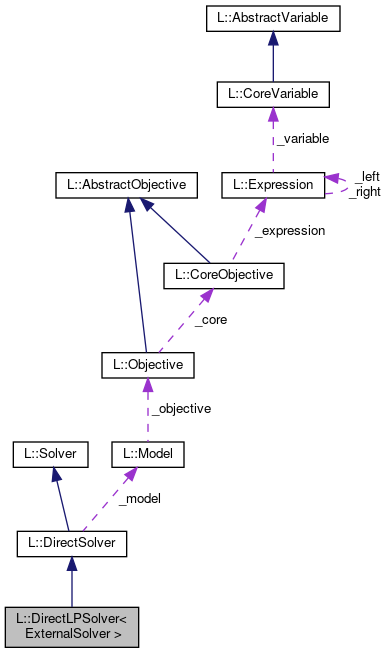 L::AbstractVariable
L::CoreVariable
_variable
L::AbstractObjective
L::Expression
_left
_right
_expression
L::CoreObjective
_core
L::Objective
_objective
L::Solver
L::Model
_model
L::DirectSolver
L::DirectLPSolver<
ExternalSolver >